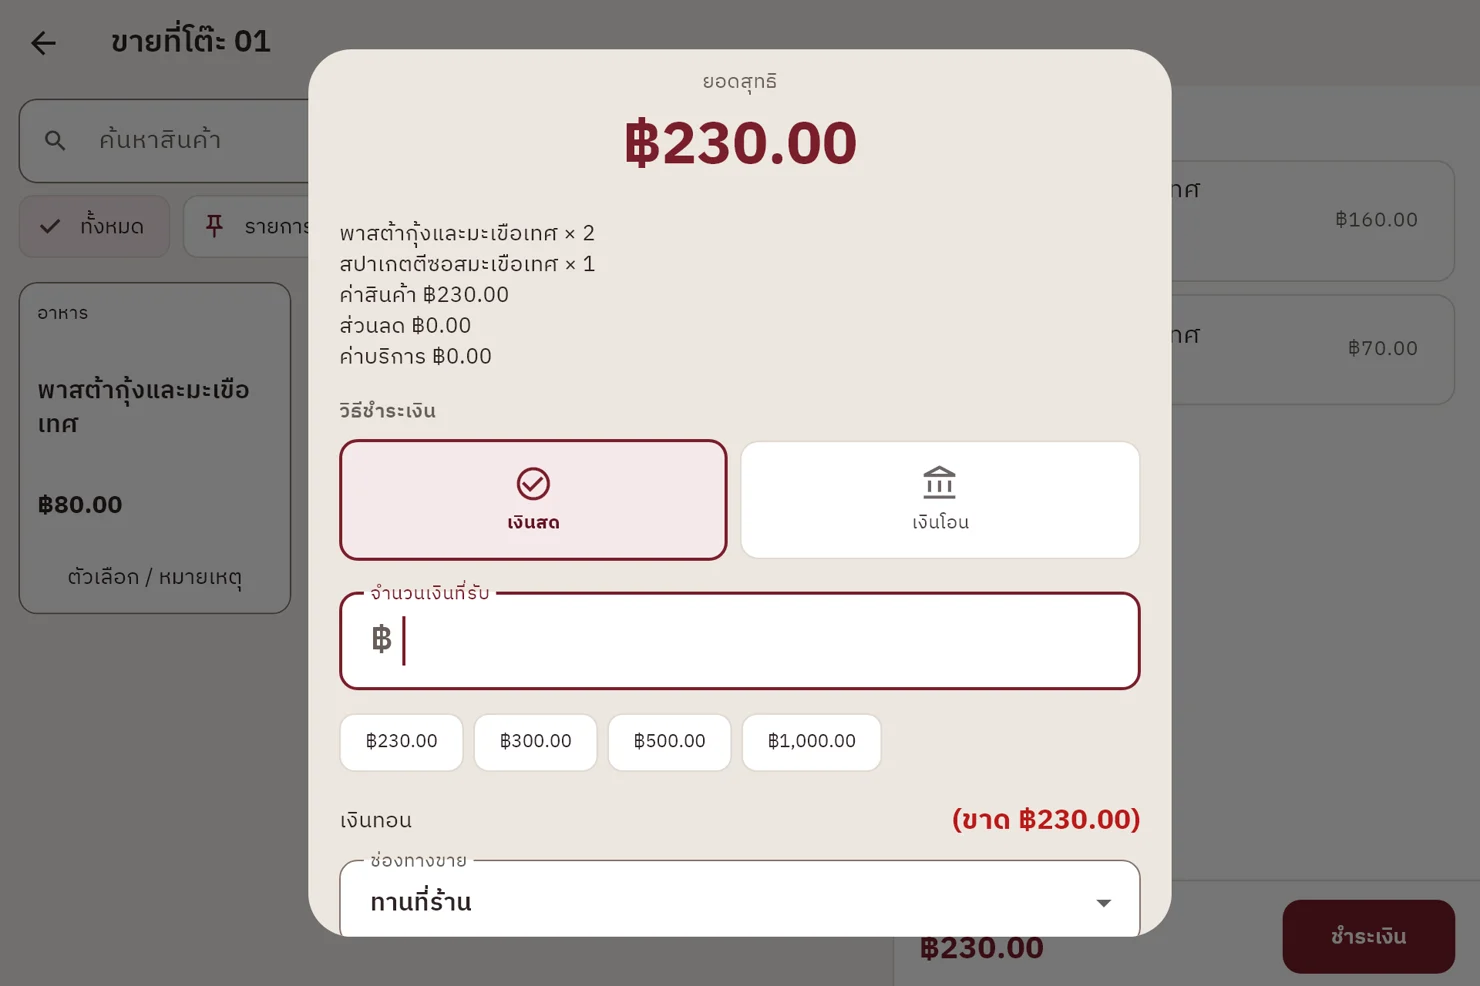 ขายที่โต๊ะ 01
ค้นหาสินค้า
ทั้งหมด
รายการ
อาหาร
พาสต้ากุ้งและมะเขือ
เทศ
฿80.00
ตัวเลือก / หมายเหตุ
ยอดสุทธิ
฿230.00
พาสต้ากุ้งและมะเขือเทศ × 2
สปาเกตตีซอสมะเขือเทศ × 1
ค่าสินค้า ฿230.00
ส่วนลด ฿0.00
ค่าบริการ ฿0.00
วิธีชำระเงิน
เงินสด
เงินโอน
จำนวนเงินที่รับ
฿
฿230.00
฿300.00
฿500.00
฿1,000.00
เงินทอน
(ขาด ฿230.00)
ช่องทางขาย
ทานที่ร้าน
ทศ
฿160.00
ทศ
฿70.00
฿230.00
ชำระเงิน